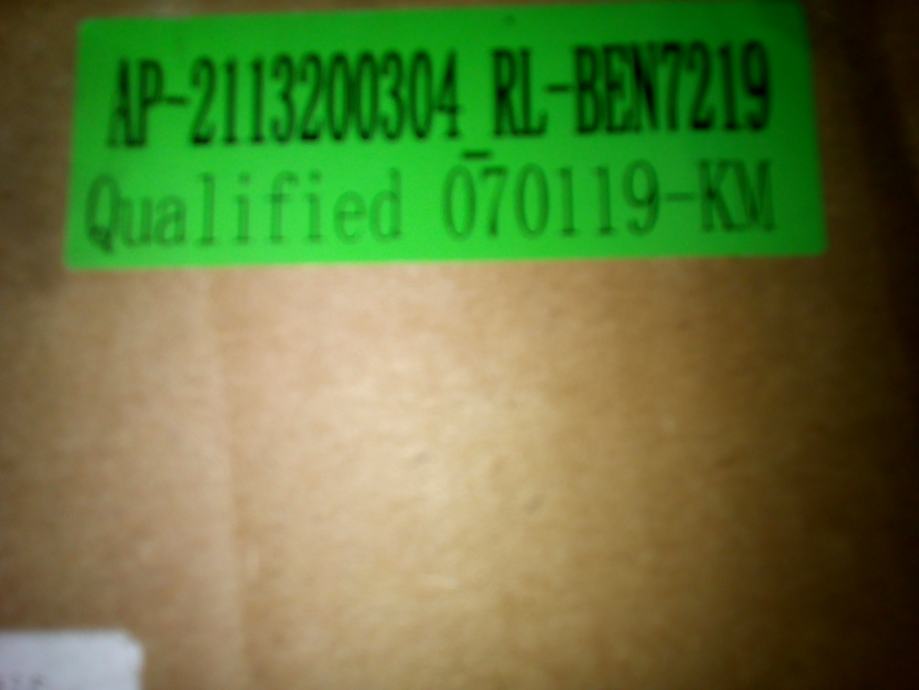 AP-2113200304_RL-BEN7219
Qualified 070119-KM